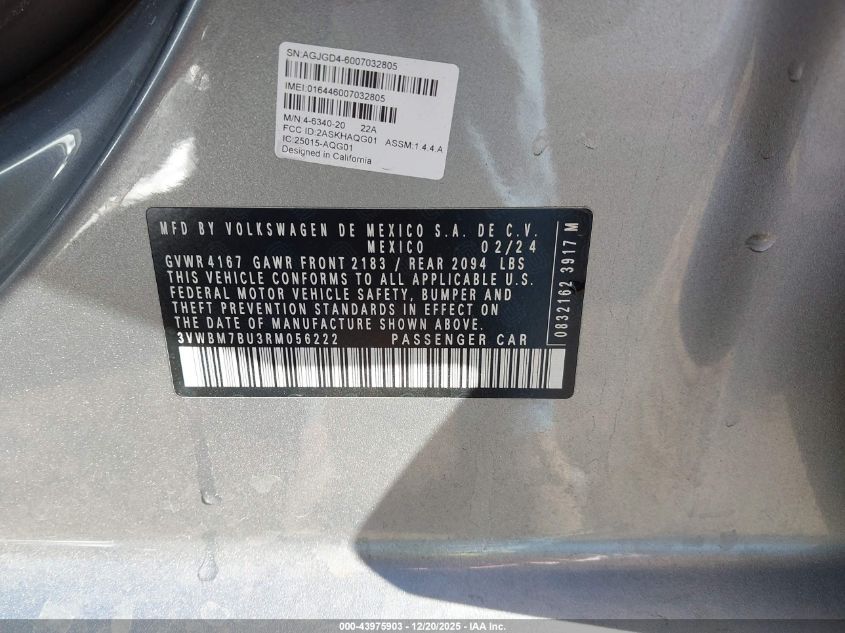 SN:AGJGD4-6007032805
IMEI:016446007032805
M/N:4-6340-20 22A
FCC ID:2ASKHAQG01 ASSM:1.4.4.A
IC:25015-AQG01
Designed in California
MFD BY VOLKSWAGEN DE MEXICO S.A. DE C.V.
MEXICO 02/24
GVWR 4167 GAWR FRONT 2183 / REAR 2094 LBS
THIS VEHICLE CONFORMS TO ALL APPLICABLE U.S.
FEDERAL MOTOR VEHICLE SAFETY, BUMPER AND
THEFT PREVENTION STANDARDS IN EFFECT ON
THE DATE OF MANUFACTURE SHOWN ABOVE.
3VWBM7BU3RM056222 PASSENGER CAR
0832162 3917 M
000-43975903 - 12/20/2025 - IAA Inc.